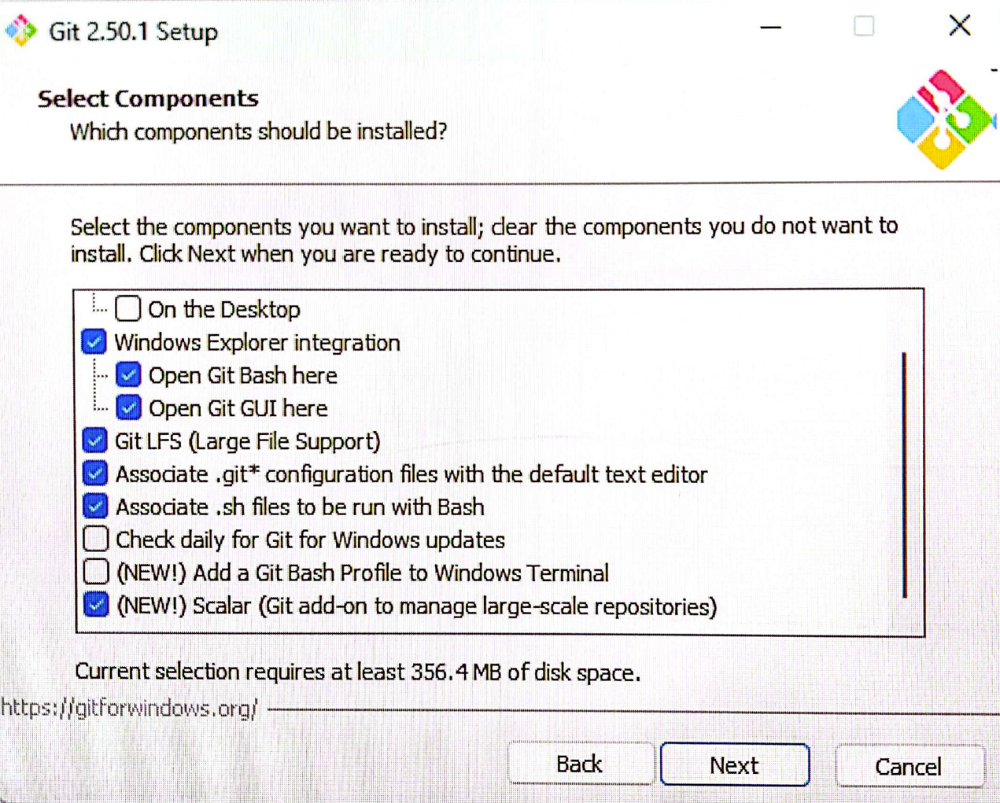 Git 2.50.1 Setup
Select Components
Which components should be installed?
Select the components you want to install; clear the components you do not want to
install. Click Next when you are ready to continue.
On the Desktop
Windows Explorer integration
Open Git Bash here
Open Git GUI here
Git LFS (Large File Support)
Associate .git* configuration files with the default text editor
Associate .sh files to be run with Bash
Check daily for Git for Windows updates
(NEW!) Add a Git Bash Profile to Windows Terminal
(NEW!) Scalar (Git add-on to manage large-scale repositories)
Current selection requires at least 356.4 MB of disk space.
https://gitforwindows.org/
Back Next Cancel